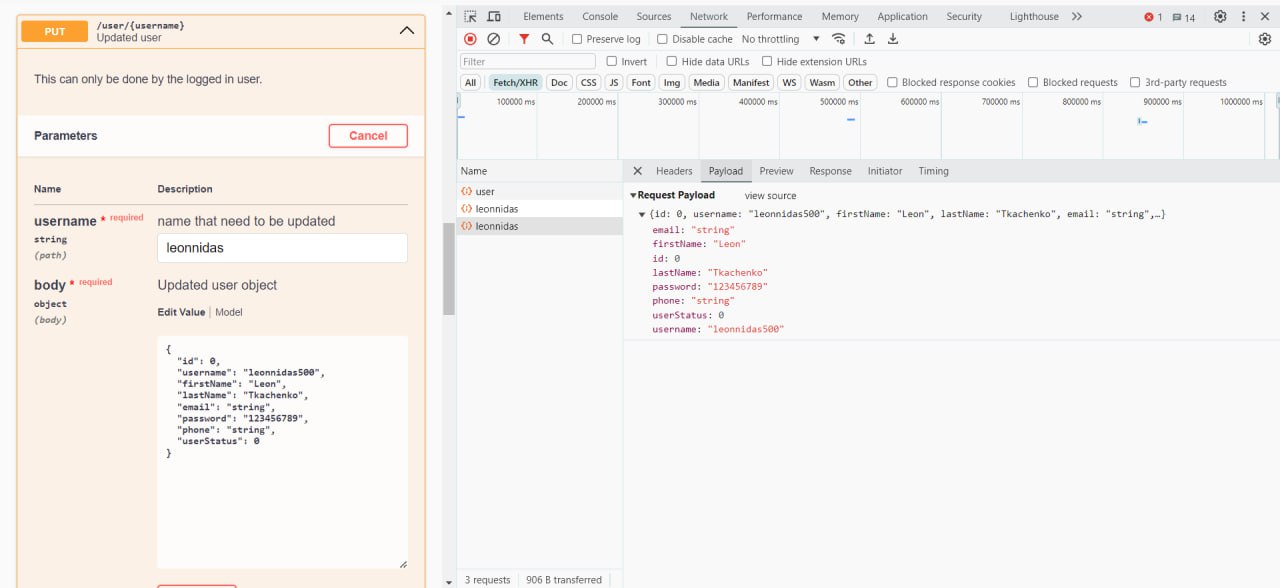 PUT /user/{username}
Updated user
This can only be done by the logged in user.
Parameters
Cancel
Name Description
username * required name that need to be updated
string
(path)
leonnidas
body * required Updated user object
object
(body)
Edit Value | Model
{
"id": 0,
"username": "leonnidas500",
"firstName": "Leon",
"lastName": "Tkachenko",
"email": "string",
"password": "123456789",
"phone": "string",
"userStatus": 0
}
Elements Console Sources Network Performance Memory Application Security Lighthouse 1 14
Preserve log Disable cache No throttling
Filter Invert Hide data URLs Hide extension URLs
All Fetch/XHR Doc CSS JS Font Img Media Manifest WS Wasm Other Blocked response cookies Blocked requests 3rd-party requests
100000 ms 200000 ms 300000 ms 400000 ms 500000 ms 600000 ms 700000 ms 800000 ms 900000 ms 1000000 ms
Name
user
leonnidas
leonnidas
Headers Payload Preview Response Initiator Timing
Request Payload view source
{id: 0, username: "leonnidas500", firstName: "Leon", lastName: "Tkachenko", email: "string",…}
email: "string"
firstName: "Leon"
id: 0
lastName: "Tkachenko"
password: "123456789"
phone: "string"
userStatus: 0
username: "leonnidas500"
3 requests 906 B transferred